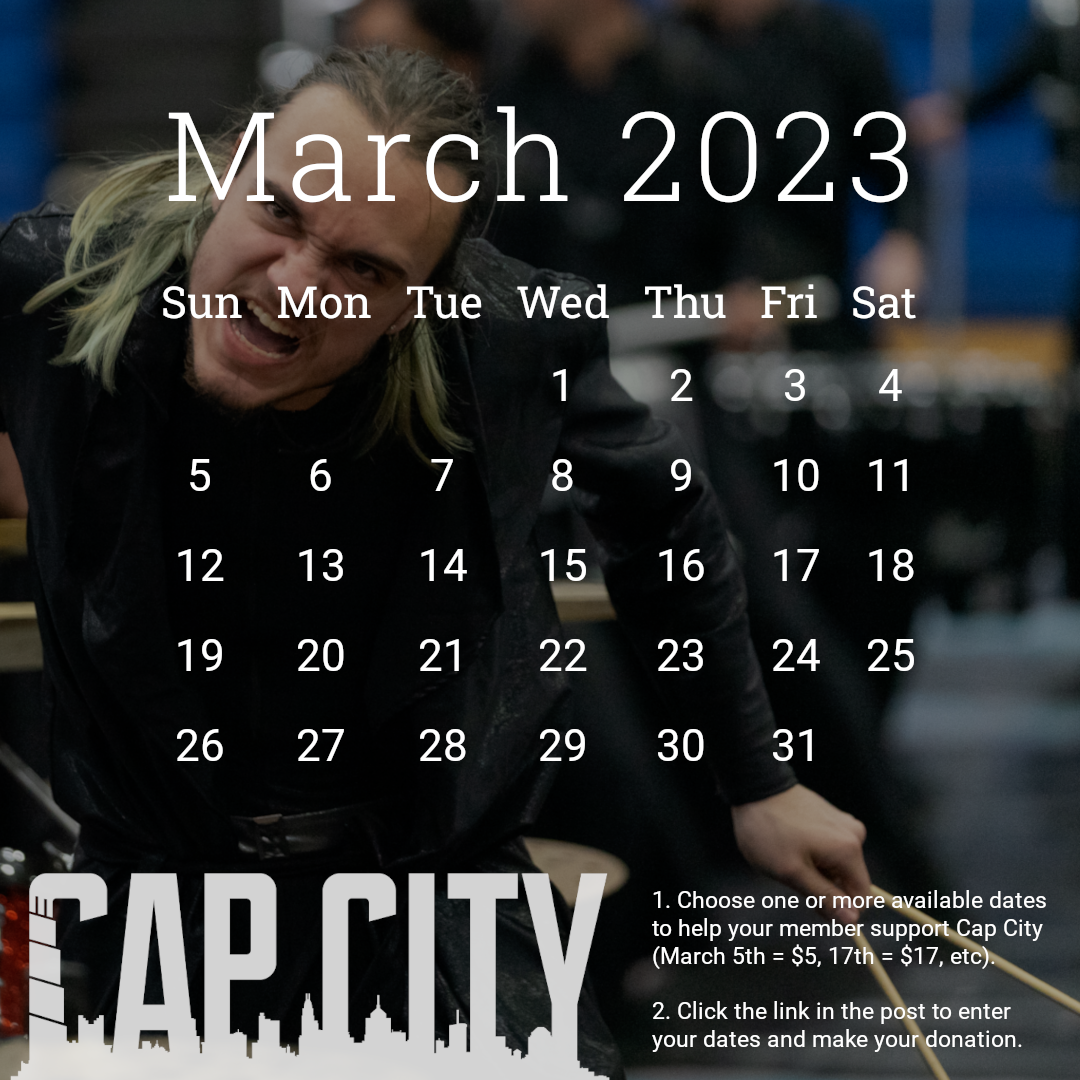 March 2023
Sun Mon Tue Wed Thu Fri Sat
1 2 3 4
5 6 7 8 9 10 11
12 13 14 15 16 17 18
19 20 21 22 23 24 25
26 27 28 29 30 31
CAP CITY
1. Choose one or more available dates
to help your member support Cap City
(March 5th = $5, 17th = $17, etc).
2. Click the link in the post to enter
your dates and make your donation.